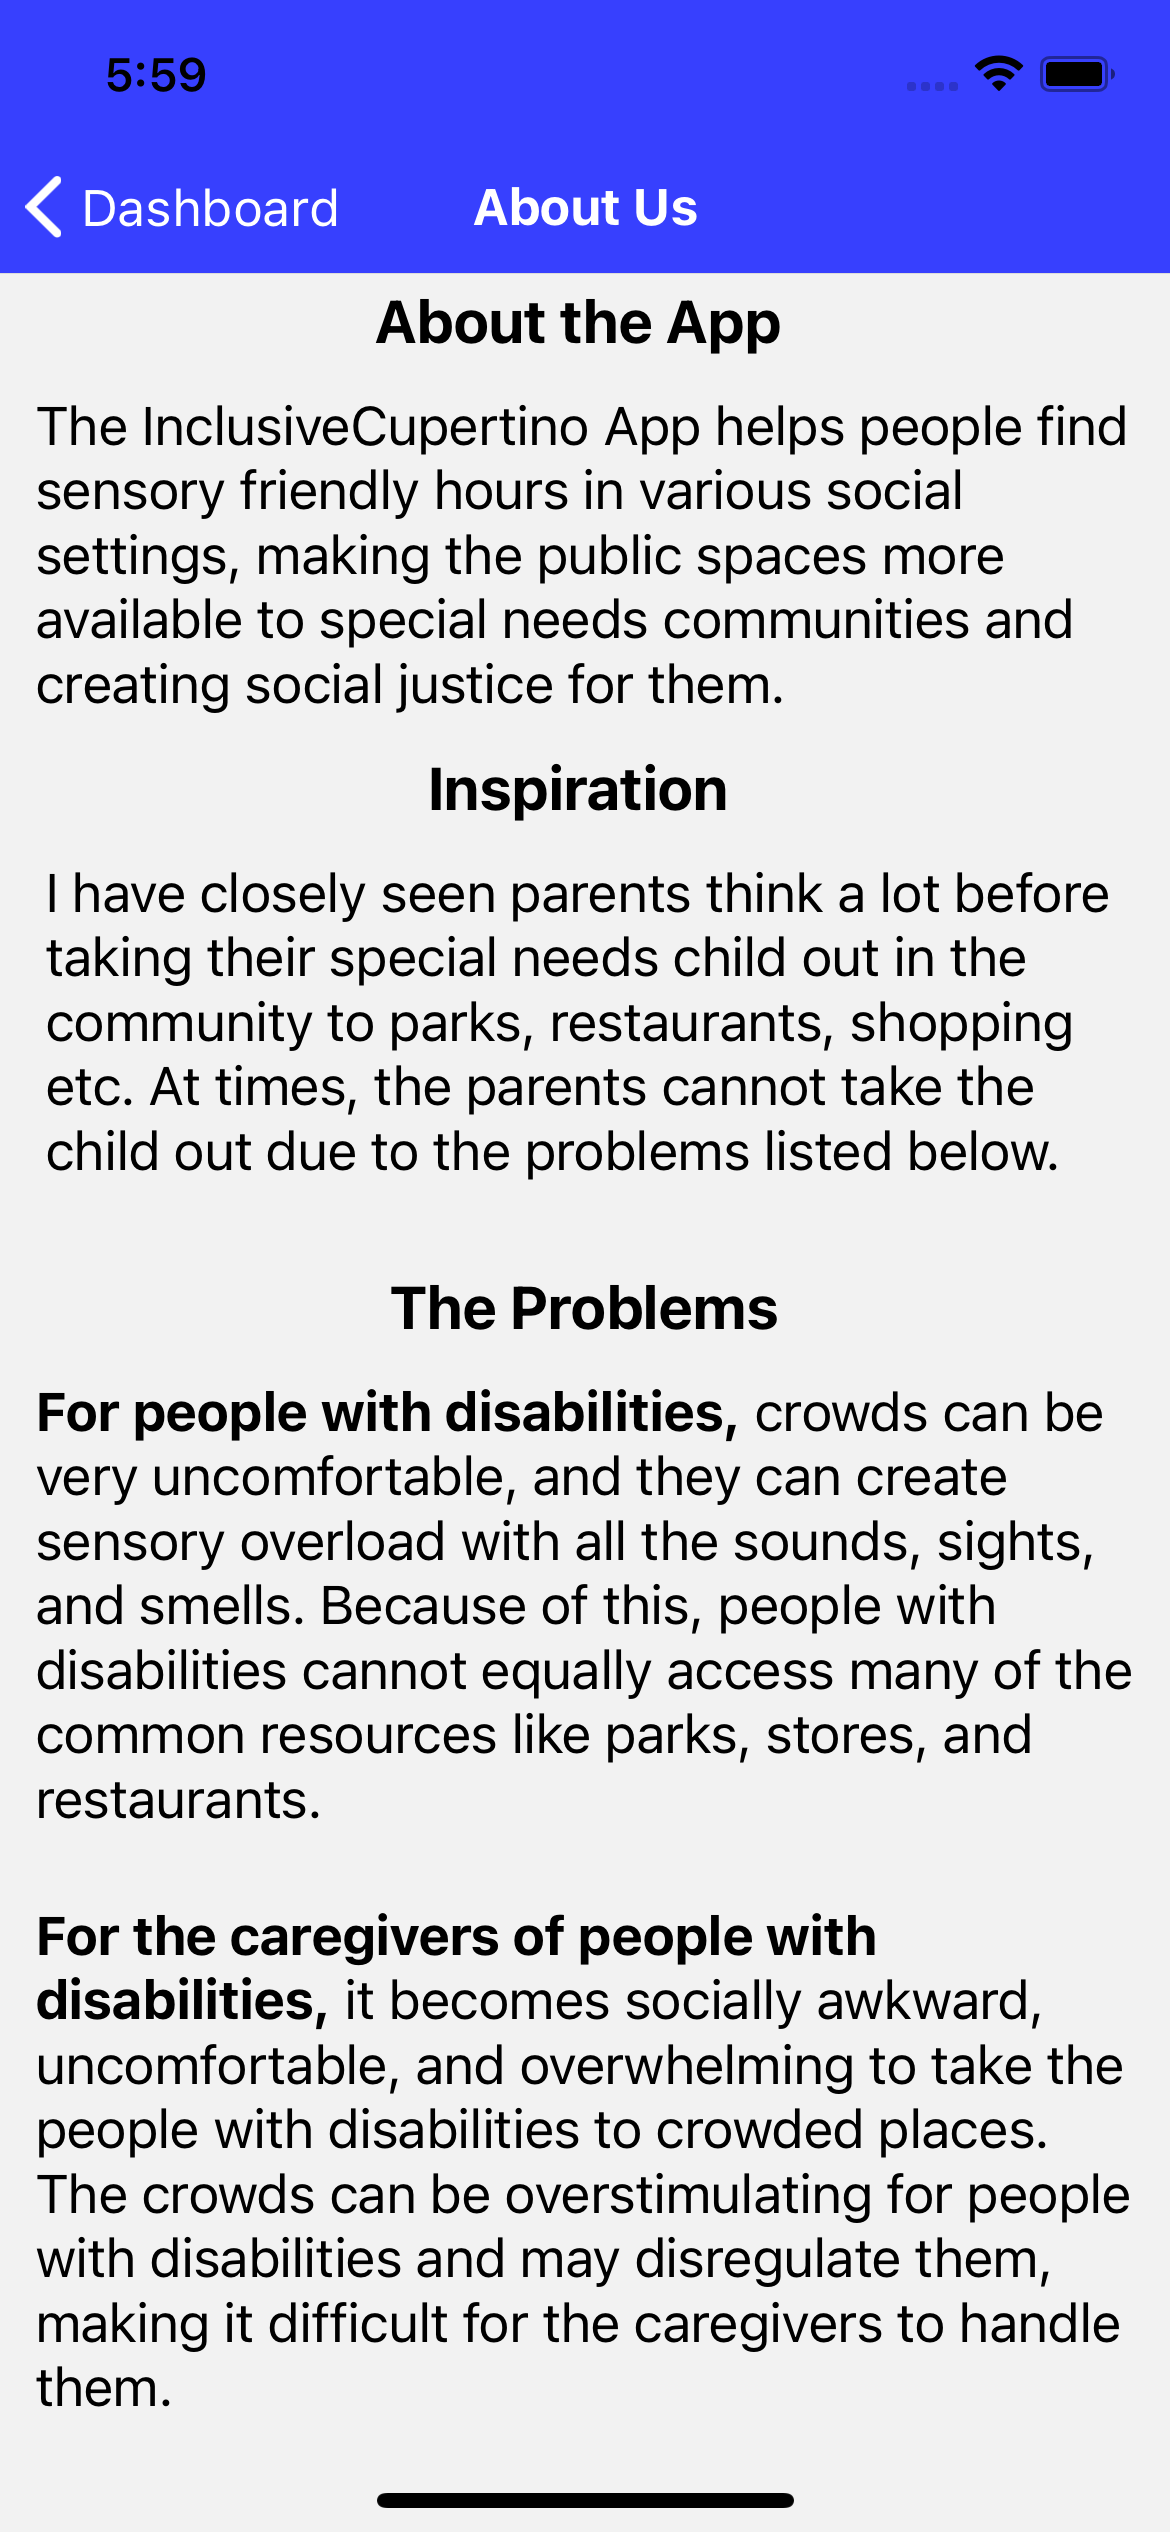 5:59
Dashboard
About Us
About the App
The InclusiveCupertino App helps people find
sensory friendly hours in various social
settings, making the public spaces more
available to special needs communities and
creating social justice for them.
Inspiration
I have closely seen parents think a lot before
taking their special needs child out in the
community to parks, restaurants, shopping
etc. At times, the parents cannot take the
child out due to the problems listed below.
The Problems
For people with disabilities, crowds can be
very uncomfortable, and they can create
sensory overload with all the sounds, sights,
and smells. Because of this, people with
disabilities cannot equally access many of the
common resources like parks, stores, and
restaurants.
For the caregivers of people with
disabilities, it becomes socially awkward,
uncomfortable, and overwhelming to take the
people with disabilities to crowded places.
The crowds can be overstimulating for people
with disabilities and may disregulate them,
making it difficult for the caregivers to handle
them.